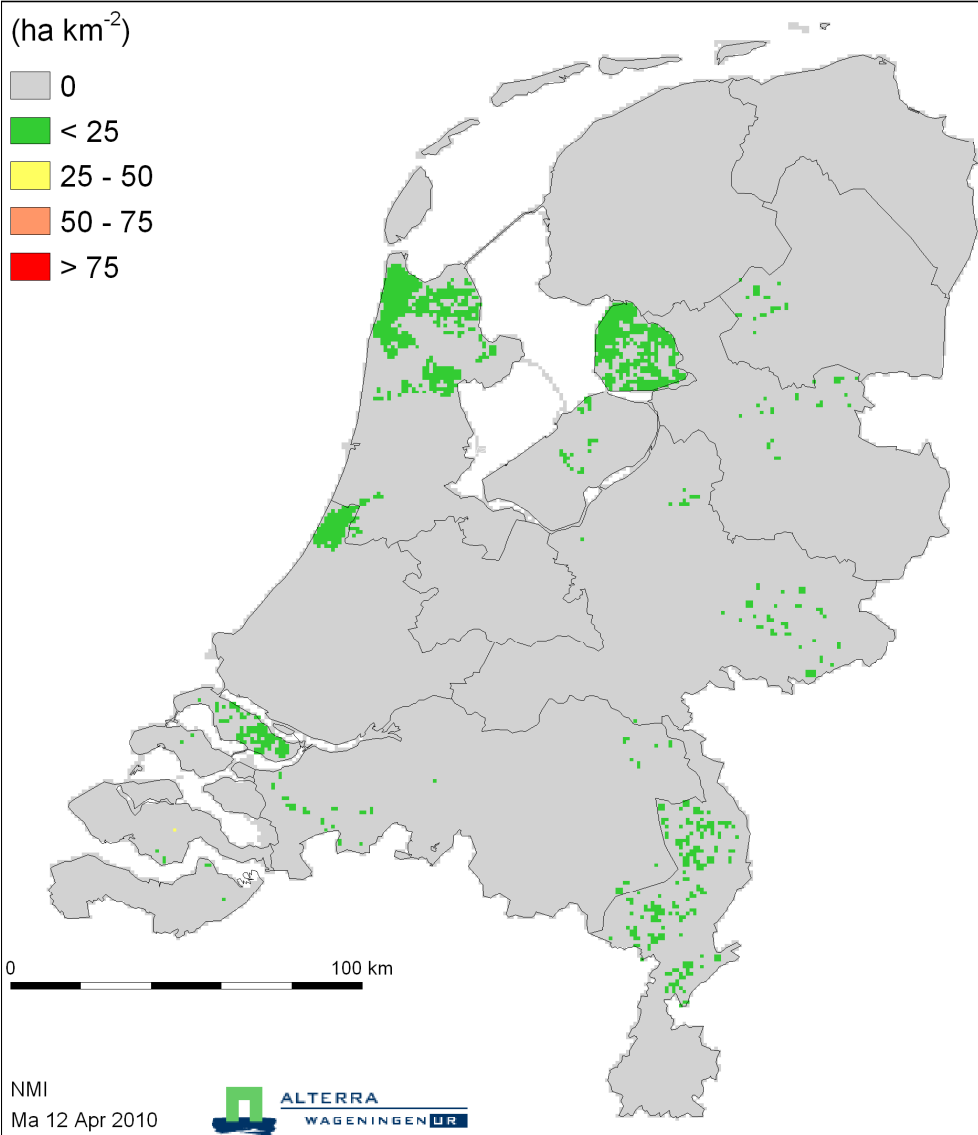 (ha km-2)
0
< 25
25 - 50
50 - 75
> 75
0 100 km
NMI
Ma 12 Apr 2010
ALTERRA
WAGENINGEN UR